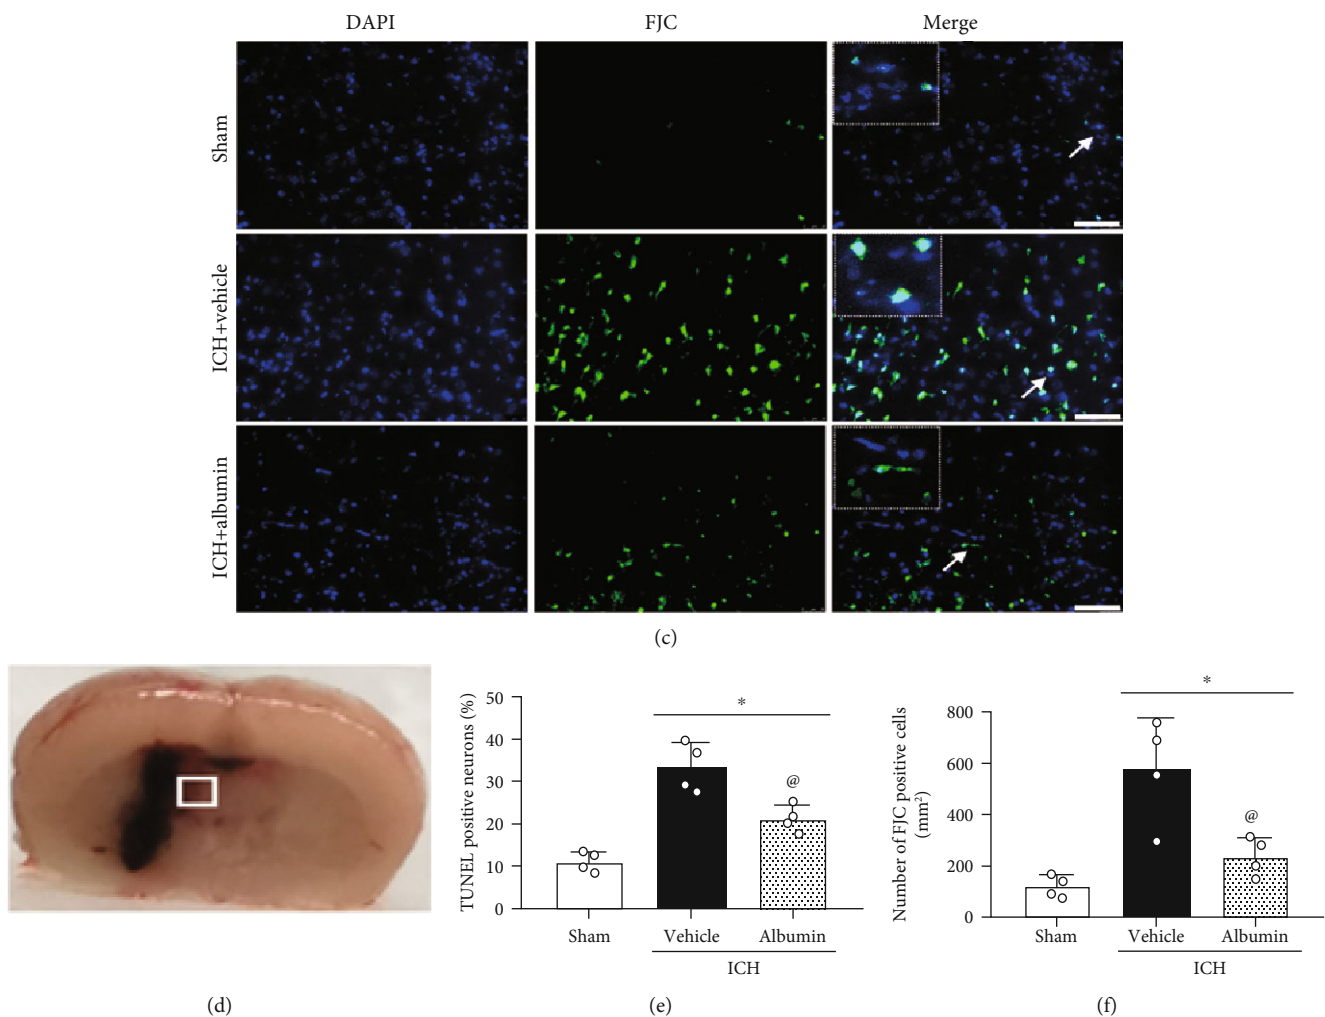 DAPI FJC Merge
Sham
ICH+vehicle
ICH+albumin
(c)
TUNEL positive neurons (%)
50
40
30
20
10
0
*
@
Sham Vehicle Albumin
ICH
Number of FJC positive cells
(mm²)
800
600
400
200
0
*
@
Sham Vehicle Albumin
ICH
(d) (e) (f)